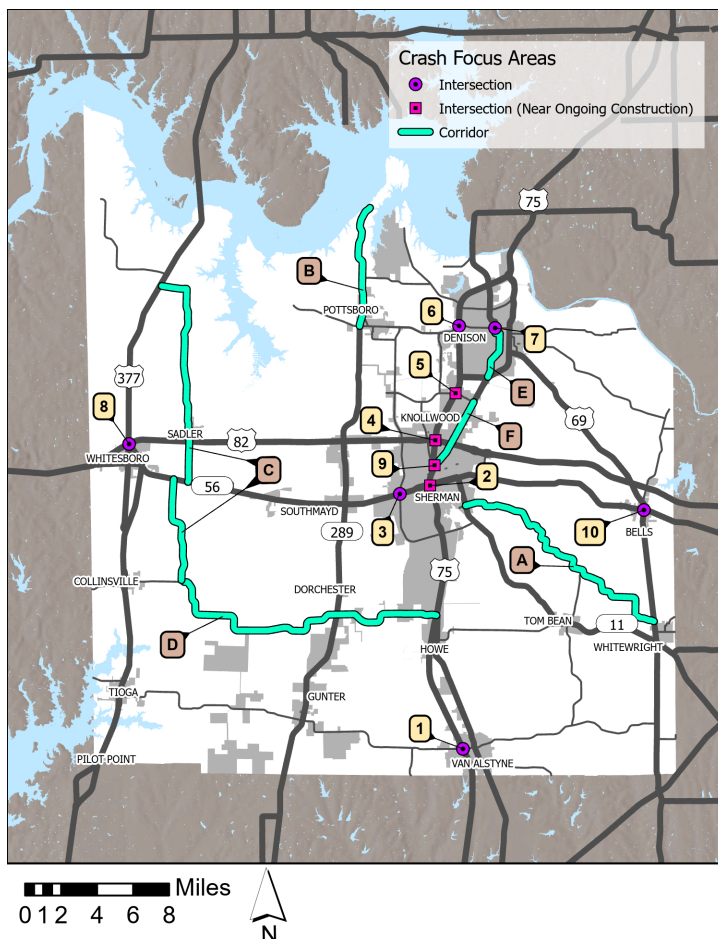 Crash Focus Areas
Intersection
Intersection (Near Ongoing Construction)
Corridor
75
B
POTTSBORO
6
7
DENISON
5
E
377
KNOLLWOOD
69
8
4
F
SADLER
82
WHITESBORO
9
2
C
56
SHERMAN
SOUTHMAYD
3
10
289
BELLS
A
75
COLLINSVILLE
DORCHESTER
TOM BEAN
11
D
HOWE
WHITEWRIGHT
TIOGA
GUNTER
1
PILOT POINT
VAN ALSTYNE
Miles
0 1 2 4 6 8
N